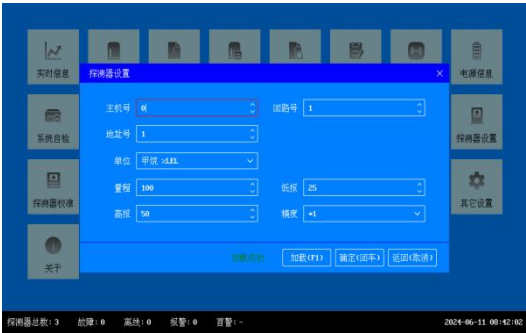 实时信息
电源信息
探测器设置 ×
主机号 0 回路号 1
地址号 1
单位 甲烷 %LEL
量程 100 低报 25
高报 50 精度 *1
加载成功 加载(F1) 确定(回车) 返回(取消)
系统自检
探测器设置
探测器校准
其它设置
关于
探测器总数:3 故障:0 离线:0 报警:0 首警:- 2024-06-11 08:42:02